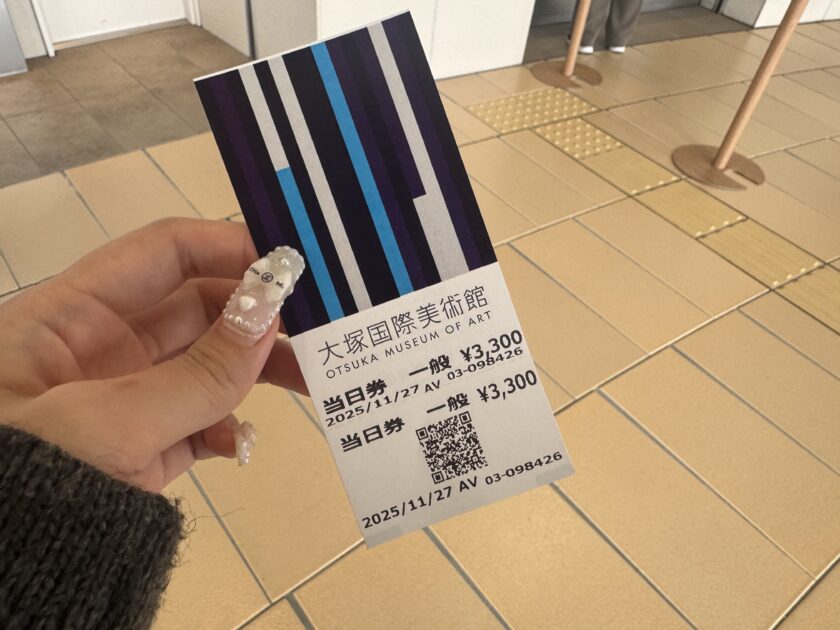 大塚国際美術館
OTSUKA MUSEUM OF ART
当日券 一般 ¥3,300
2025/11/27 AV 03-098426
当日券 一般 ¥3,300
2025/11/27 AV 03-098426